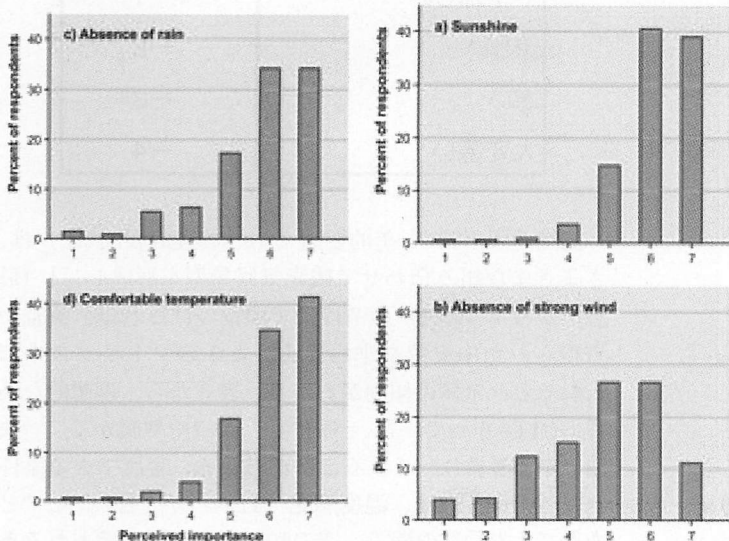 c) Absence of rain
Percent of respondents
40
30
20
10
0
1 2 3 4 5 6 7
a) Sunshine
Percent of respondents
40
30
20
10
0
1 2 3 4 5 6 7
d) Comfortable temperature
Percent of respondents
40
30
20
10
0
1 2 3 4 5 6 7
Perceived importance
b) Absence of strong wind
Percent of respondents
40
30
20
10
0
1 2 3 4 5 6 7